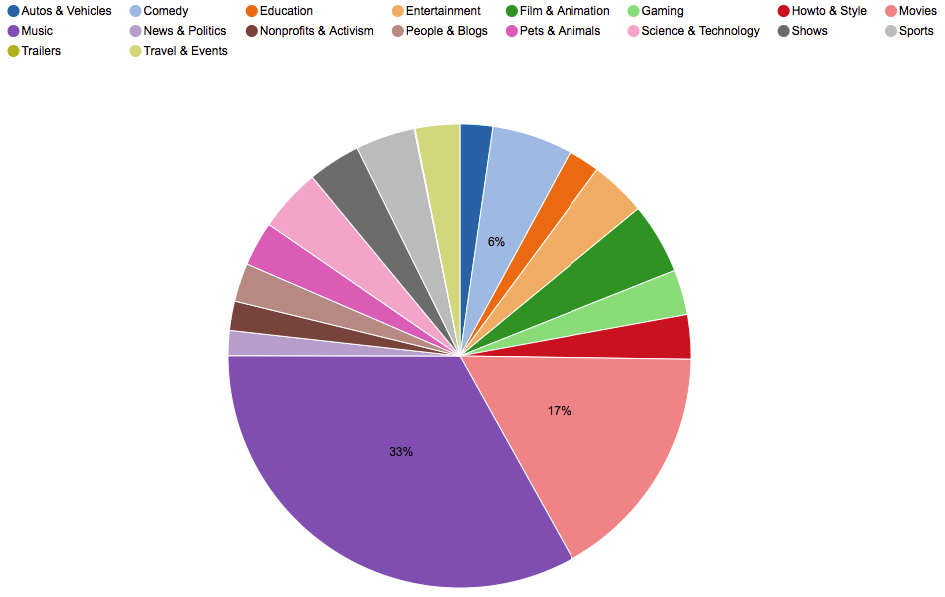 Autos & Vehicles Comedy Education Entertainment Film & Animation Gaming Howto & Style Movies
Music News & Politics Nonprofits & Activism People & Blogs Pets & Animals Science & Technology Shows Sports
Trailers Travel & Events
6%
17%
33%